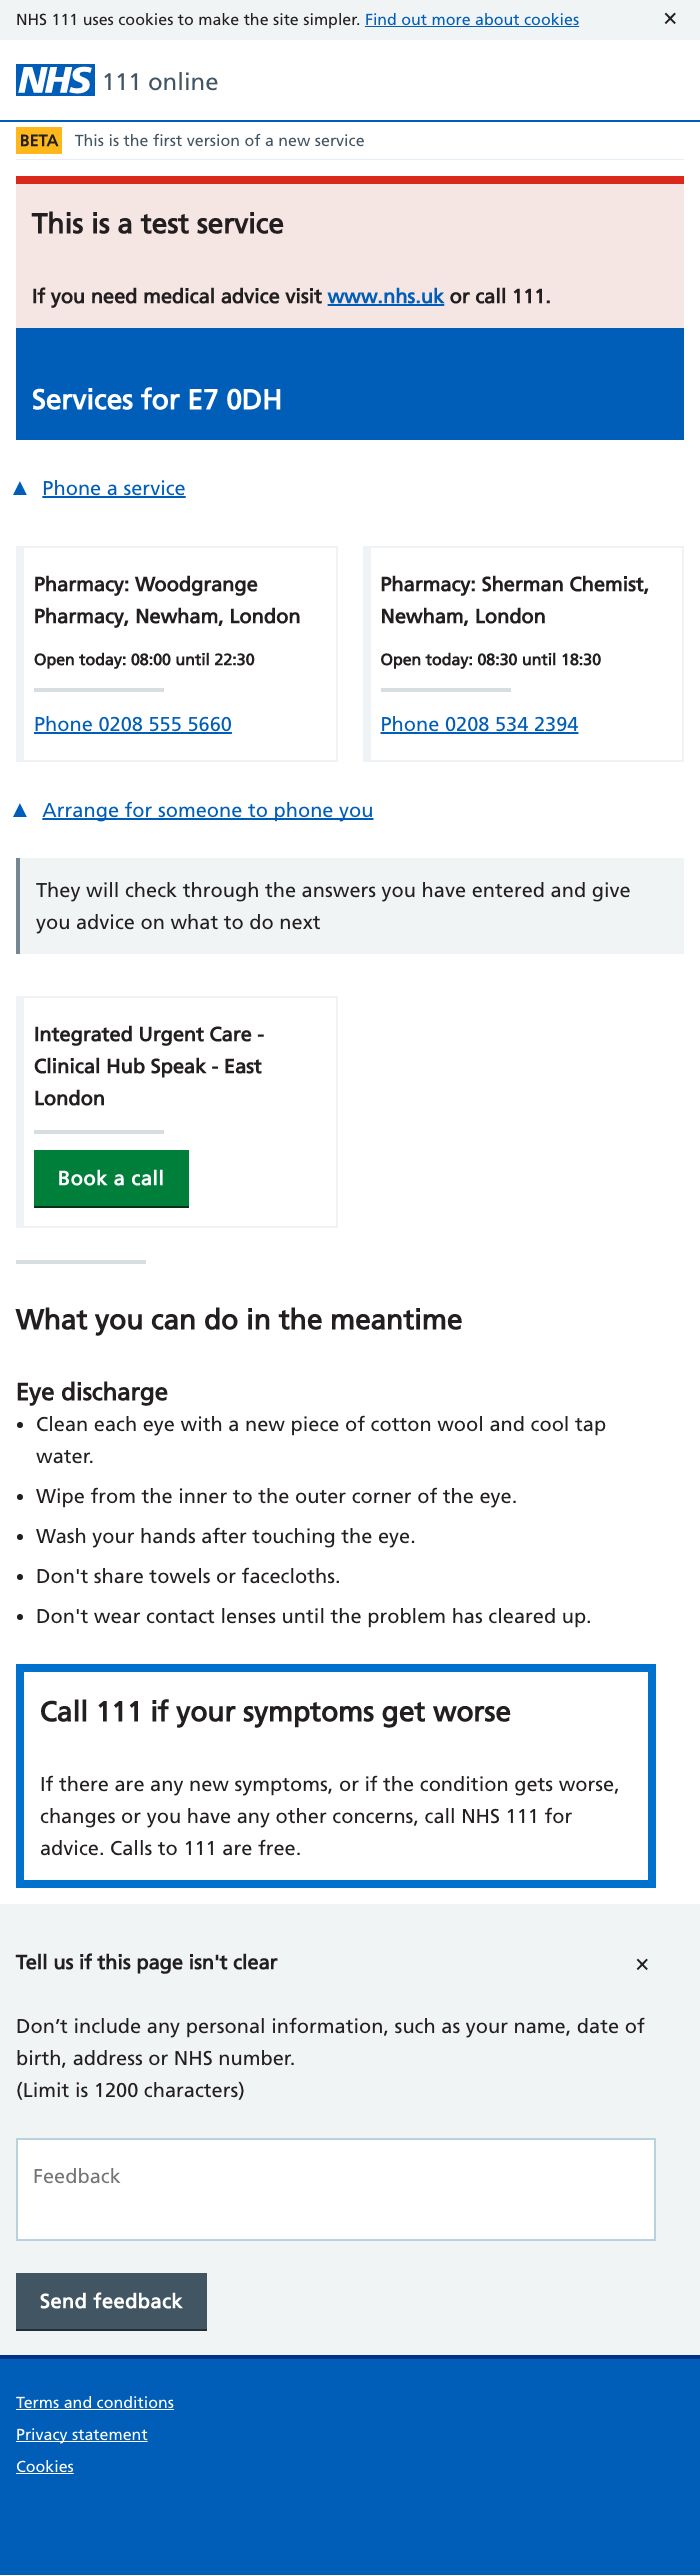 NHS 111 uses cookies to make the site simpler. Find out more about cookies ✕
NHS 111 online
BETA This is the first version of a new service
This is a test service
If you need medical advice visit www.nhs.uk or call 111.
Services for E7 0DH
▲ Phone a service
Pharmacy: Woodgrange
Pharmacy, Newham, London
Open today: 08:00 until 22:30
Phone 0208 555 5660
Pharmacy: Sherman Chemist,
Newham, London
Open today: 08:30 until 18:30
Phone 0208 534 2394
▲ Arrange for someone to phone you
They will check through the answers you have entered and give
you advice on what to do next
Integrated Urgent Care -
Clinical Hub Speak - East
London
Book a call
What you can do in the meantime
Eye discharge
• Clean each eye with a new piece of cotton wool and cool tap
water.
• Wipe from the inner to the outer corner of the eye.
• Wash your hands after touching the eye.
• Don't share towels or facecloths.
• Don't wear contact lenses until the problem has cleared up.
Call 111 if your symptoms get worse
If there are any new symptoms, or if the condition gets worse,
changes or you have any other concerns, call NHS 111 for
advice. Calls to 111 are free.
Tell us if this page isn't clear ✕
Don’t include any personal information, such as your name, date of
birth, address or NHS number.
(Limit is 1200 characters)
Feedback
Send feedback
Terms and conditions
Privacy statement
Cookies